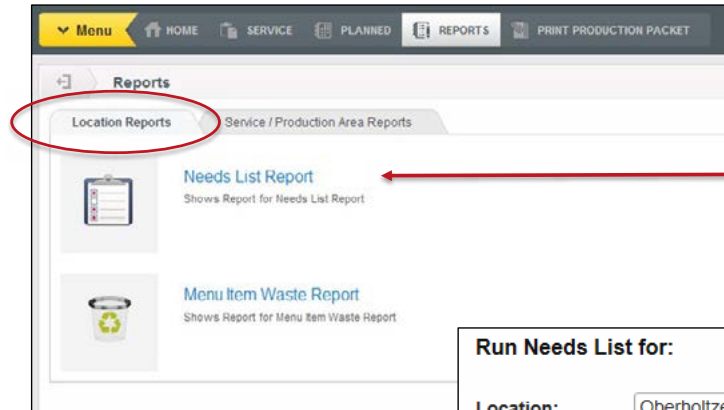 Menu HOME SERVICE PLANNED REPORTS PRINT PRODUCTION PACKET
Reports
Location Reports Service / Production Area Reports
Needs List Report
Shows Report for Needs List Report
Menu Item Waste Report
Shows Report for Menu Item Waste Report
Run Needs List for:
Location: